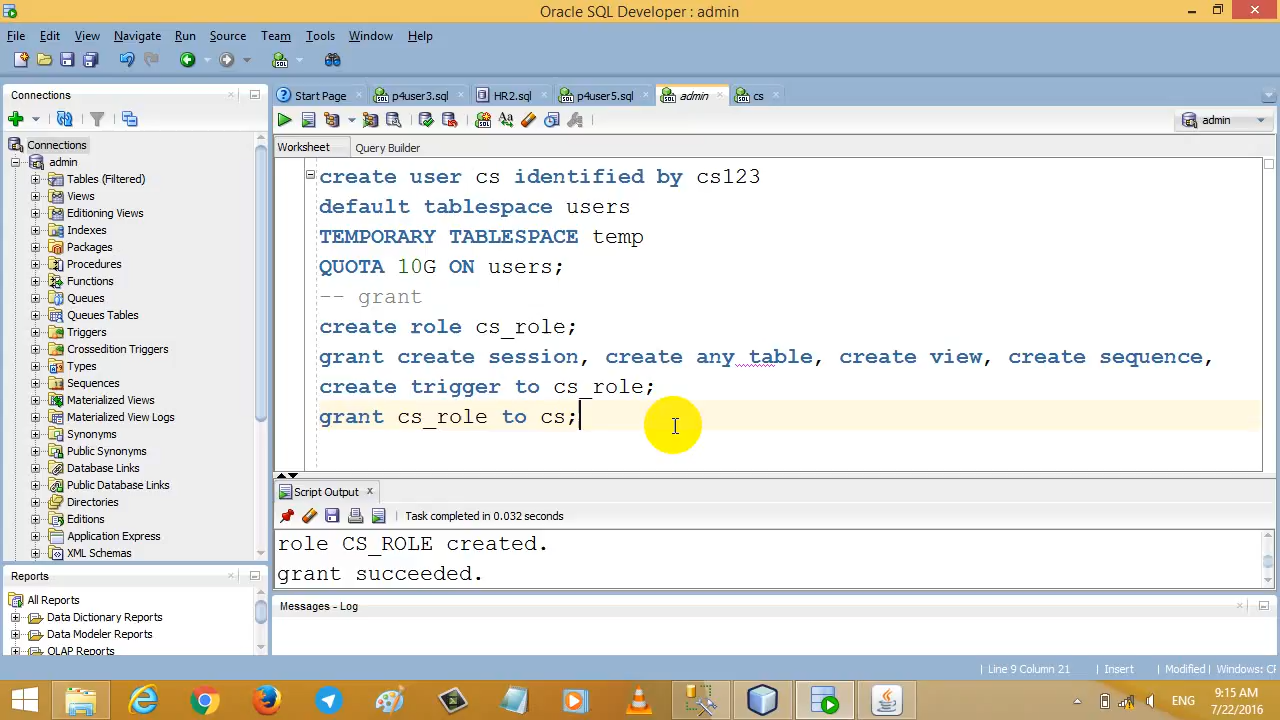 Oracle SQL Developer : admin
File Edit View Navigate Run Source Team Tools Window Help
Connections
Start Page p4user3.sql HR2.sql p4user5.sql admin cs
admin
Worksheet Query Builder
Connections
admin
Tables (Filtered)
Views
Editioning Views
Indexes
Packages
Procedures
Functions
Queues
Queues Tables
Triggers
Crossedition Triggers
Types
Sequences
Materialized Views
Materialized View Logs
Synonyms
Public Synonyms
Database Links
Public Database Links
Directories
Editions
Application Express
XML Schemas
create user cs identified by cs123
default tablespace users
TEMPORARY TABLESPACE temp
QUOTA 10G ON users;
-- grant
create role cs_role;
grant create session, create any table, create view, create sequence,
create trigger to cs_role;
grant cs_role to cs;
Script Output
Task completed in 0.032 seconds
role CS_ROLE created.
grant succeeded.
Reports
All Reports
Data Dictionary Reports
Data Modeler Reports
OLAP Reports
Messages - Log
Line 9 Column 21 Insert Modified Windows: CF
ENG
9:15 AM
7/22/2016